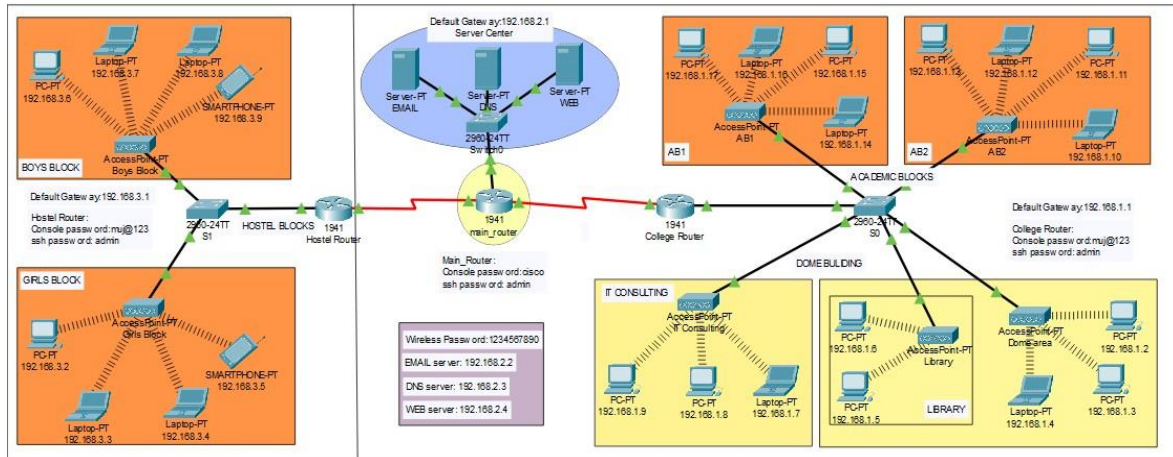 PC-PT
192.168.3.6
Laptop-PT
192.168.3.7
Laptop-PT
192.168.3.8
SMARTPHONE-PT
192.168.3.9
AccessPoint-PT
Boys Block
BOYS BLOCK
Default Gateway:192.168.3.1
Hostel Router:
Console password:muj@123
ssh password: admin
2960-24TT
S1
HOSTEL BLOCKS
1941
Hostel Router
GIRLS BLOCK
AccessPoint-PT
Girls Block
PC-PT
192.168.3.2
Laptop-PT
192.168.3.3
Laptop-PT
192.168.3.4
SMARTPHONE-PT
192.168.3.5
Default Gateway:192.168.2.1
Server Center
Server-PT
EMAIL
Server-PT
DNS
Server-PT
WEB
2960-24TT
Switch0
1941
main_router
Main_Router:
Console password:cisco
ssh password: admin
Wireless Password:1234567890
EMAIL server: 192.168.2.2
DNS server: 192.168.2.3
WEB server: 192.168.2.4
1941
College Router
PC-PT
Laptop-PT
192.168.1.16
PC-PT
192.168.1.15
Laptop-PT
192.168.1.14
AccessPoint-PT
AB1
AB1
PC-PT
Laptop-PT
192.168.1.12
PC-PT
192.168.1.11
Laptop-PT
192.168.1.10
AccessPoint-PT
AB2
AB2
ACADEMIC BLOCKS
2960-24TT
S0
Default Gateway:192.168.1.1
College Router:
Console password:muj@123
ssh password: admin
DOME BUILDING
IT CONSULTING
AccessPoint-PT
IT Consulting
PC-PT
192.168.1.9
PC-PT
192.168.1.8
Laptop-PT
192.168.1.7
PC-PT
192.168.1.6
PC-PT
192.168.1.5
AccessPoint-PT
Library
LIBRARY
AccessPoint-PT
Dome area
PC-PT
192.168.1.2
PC-PT
192.168.1.3
Laptop-PT
192.168.1.4